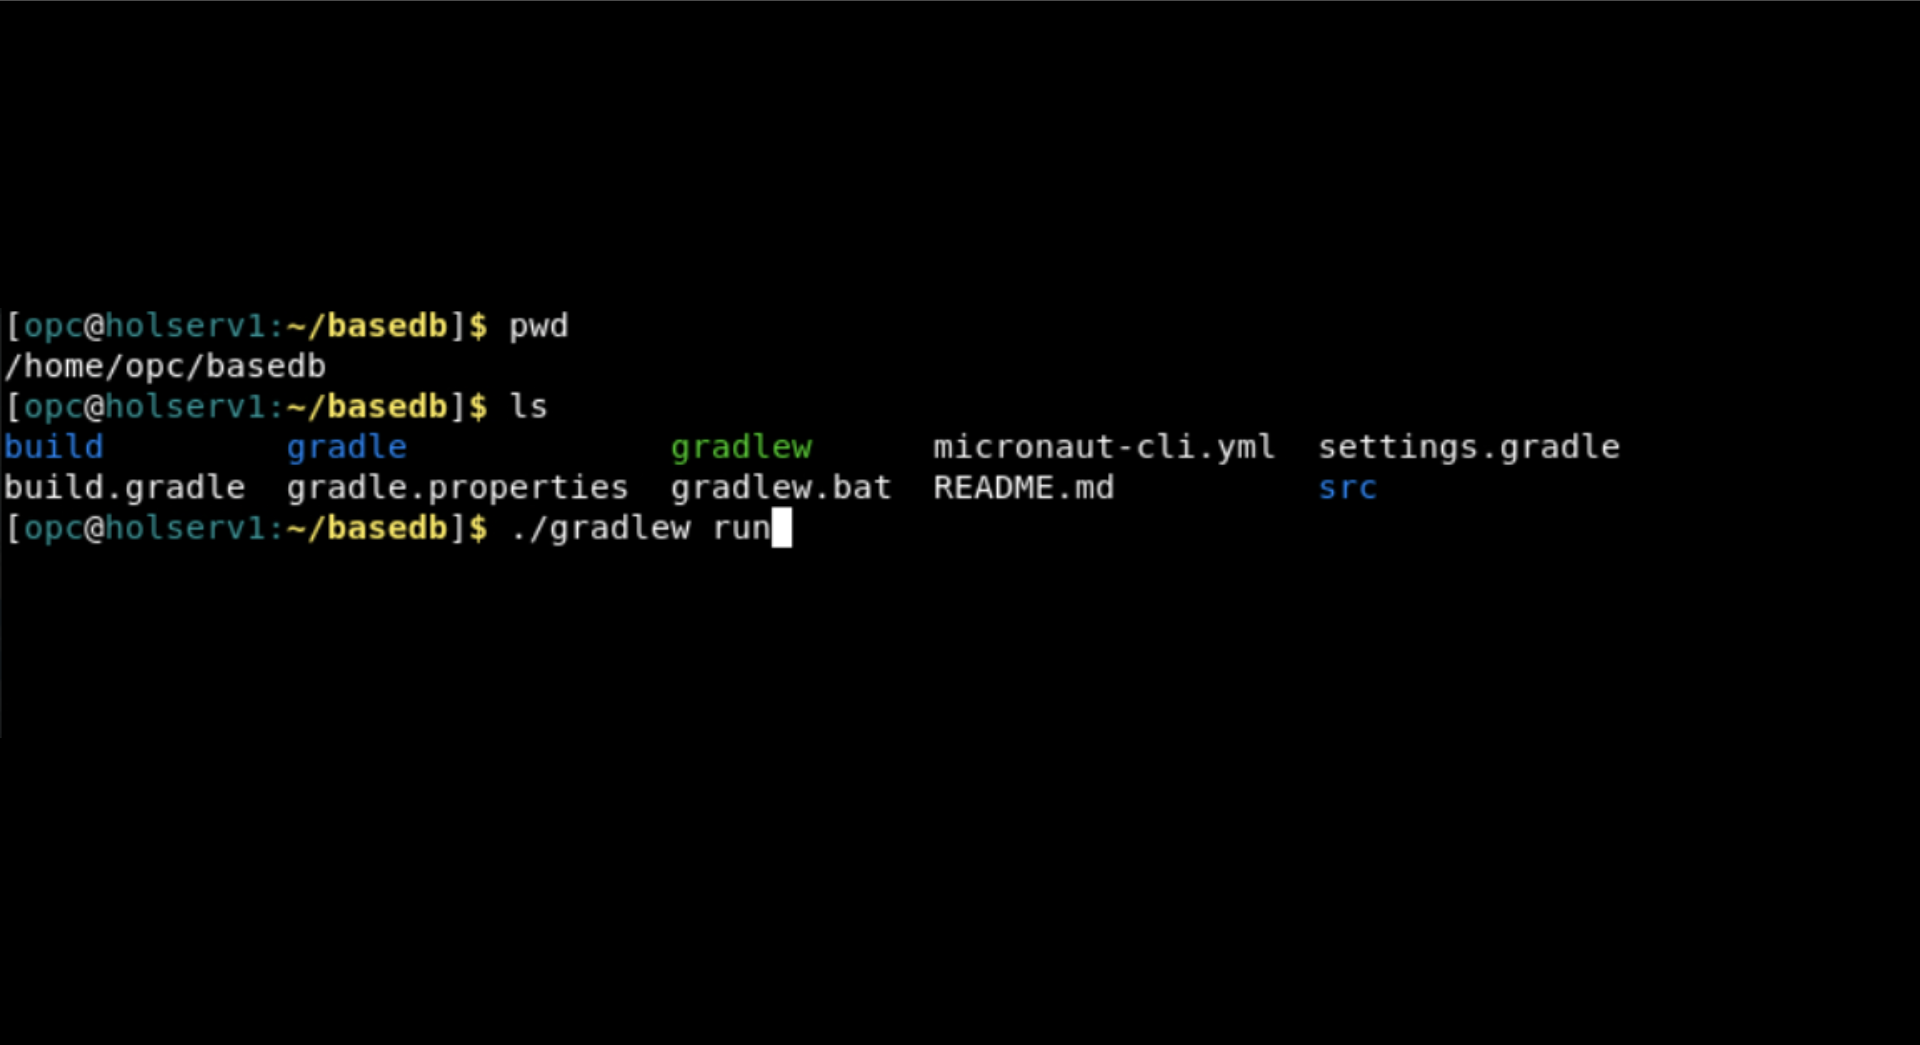 [opc@holserv1:~/basedb]$ pwd
/home/opc/basedb
[opc@holserv1:~/basedb]$ ls
build gradle gradlew micronaut-cli.yml settings.gradle
build.gradle gradle.properties gradlew.bat README.md src
[opc@holserv1:~/basedb]$ ./gradlew run